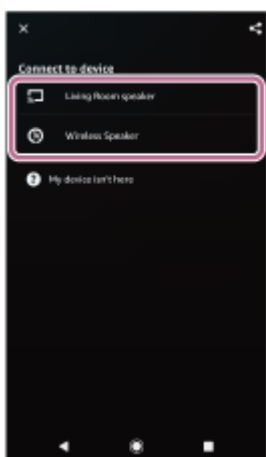 Connect to device
Living Room speaker
Wireless Speaker
My device isn't here